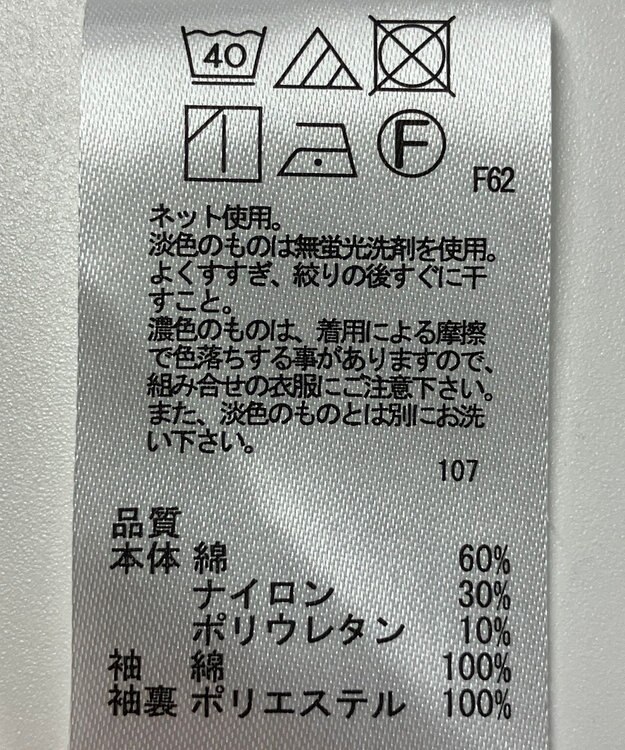 40
F
F62
ネット使用。
淡色のものは無蛍光洗剤を使用。
よくすすぎ、絞りの後すぐに干
すこと。
濃色のものは、着用による摩擦
で色落ちする事がありますので、
組み合せの衣服にご注意下さい。
また、淡色のものとは別にお洗
い下さい。
107
品質
本体 綿 60%
ナイロン 30%
ポリウレタン 10%
袖 綿 100%
袖裏 ポリエステル 100%